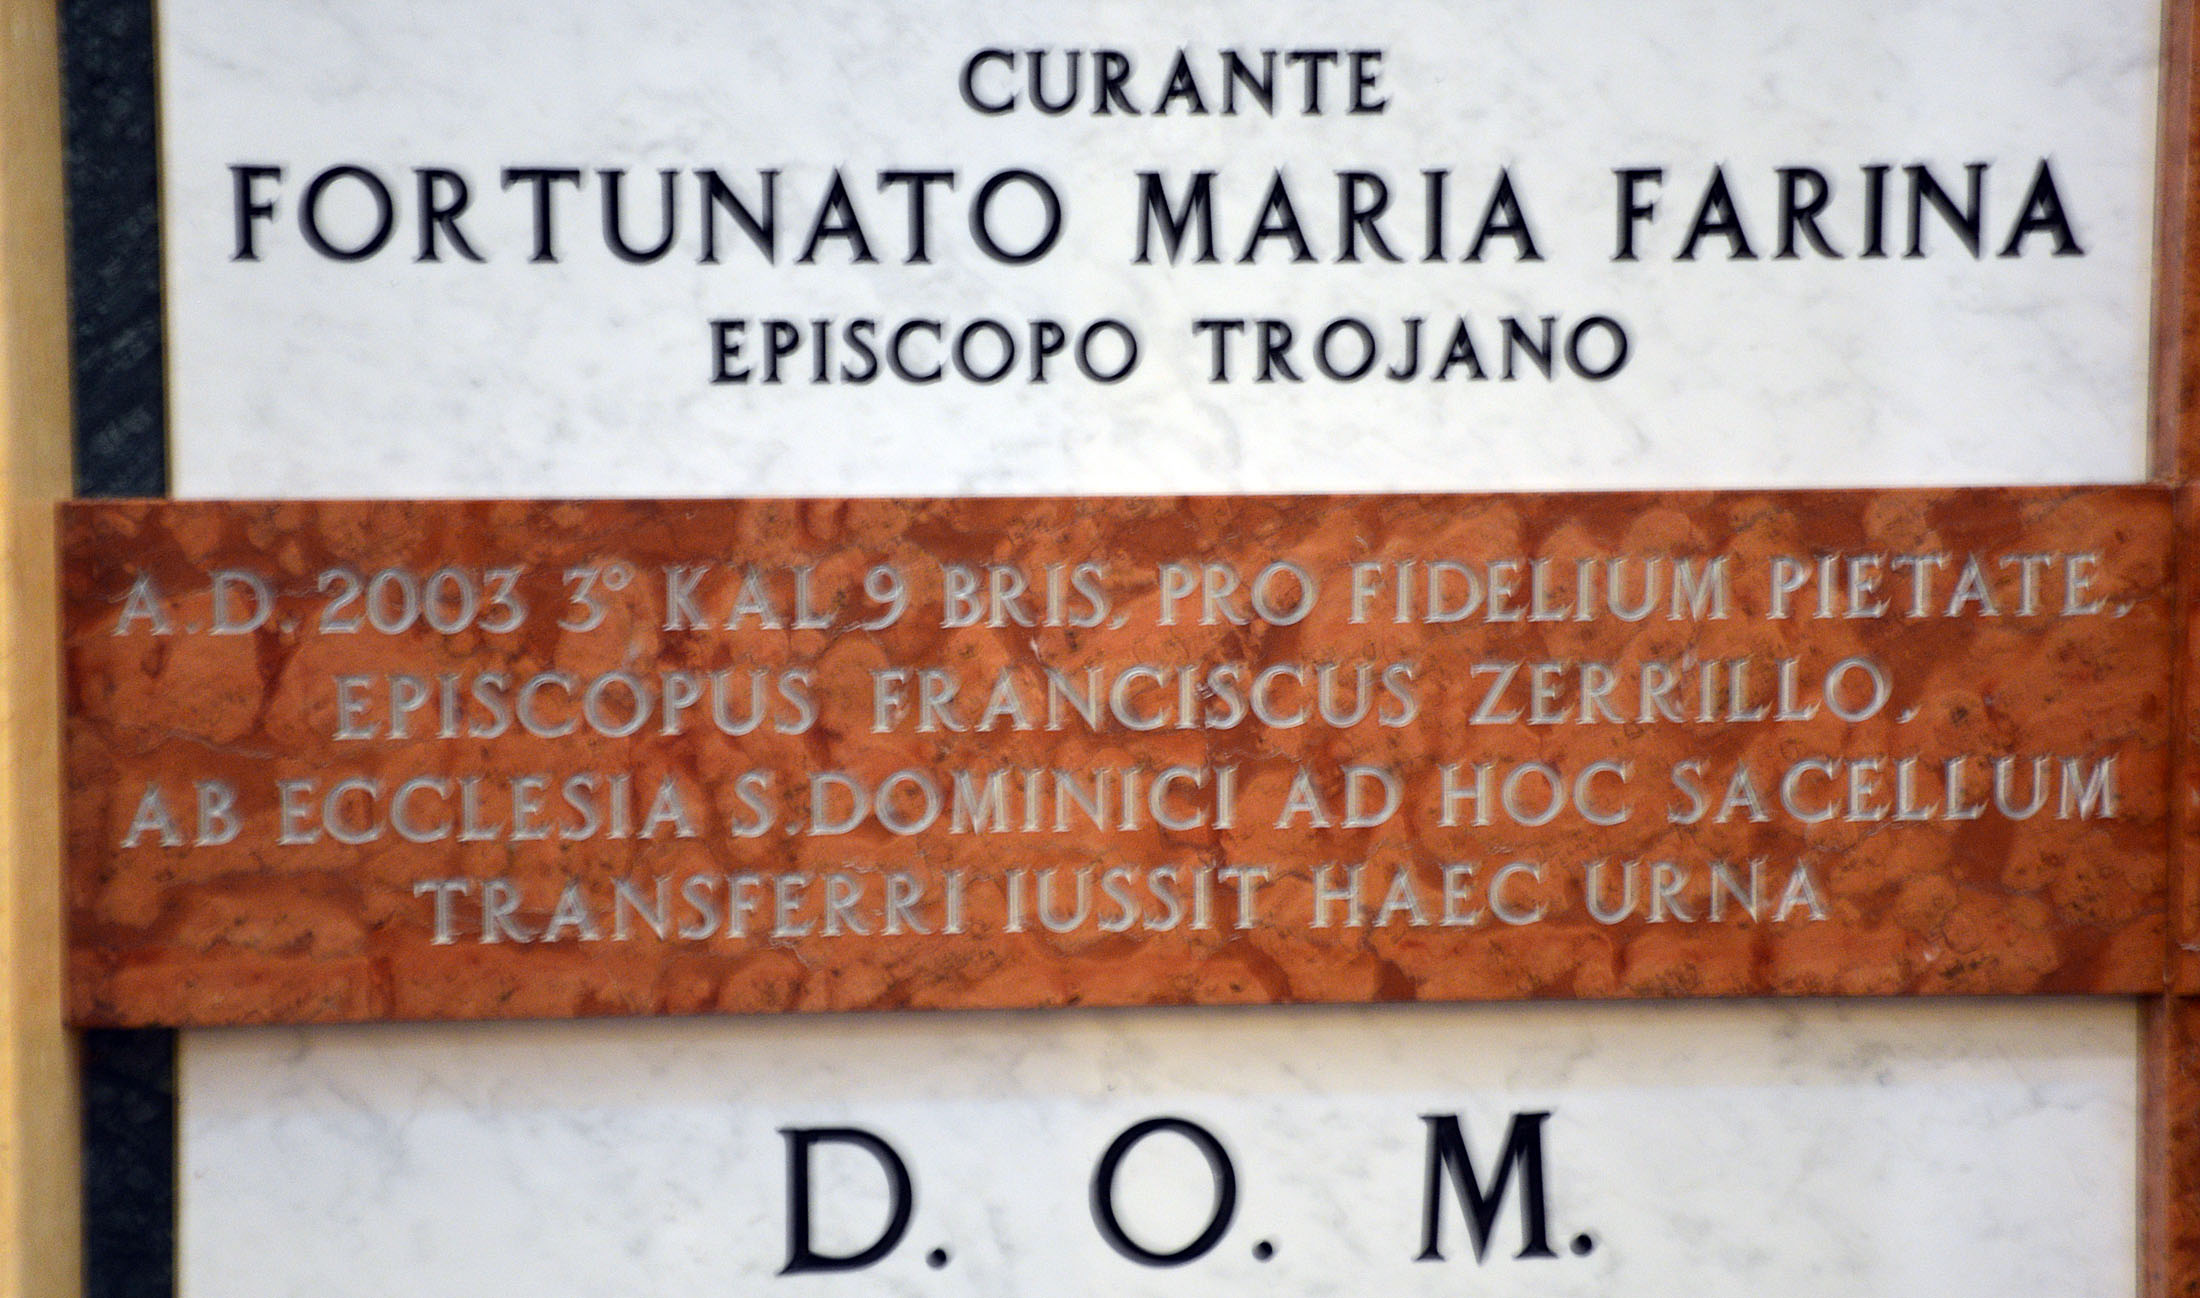 CURANTE
FORTUNATO MARIA FARINA
EPISCOPO TROJANO
A.D. 2003 3° KAL 9 BRIS, PRO FIDELIUM PIETATE,
EPISCOPUS FRANCISCUS ZERRILLO,
AB ECCLESIA S.DOMINICI AD HOC SACELLUM
TRANSFERRI IUSSIT HAEC URNA
D. O. M.